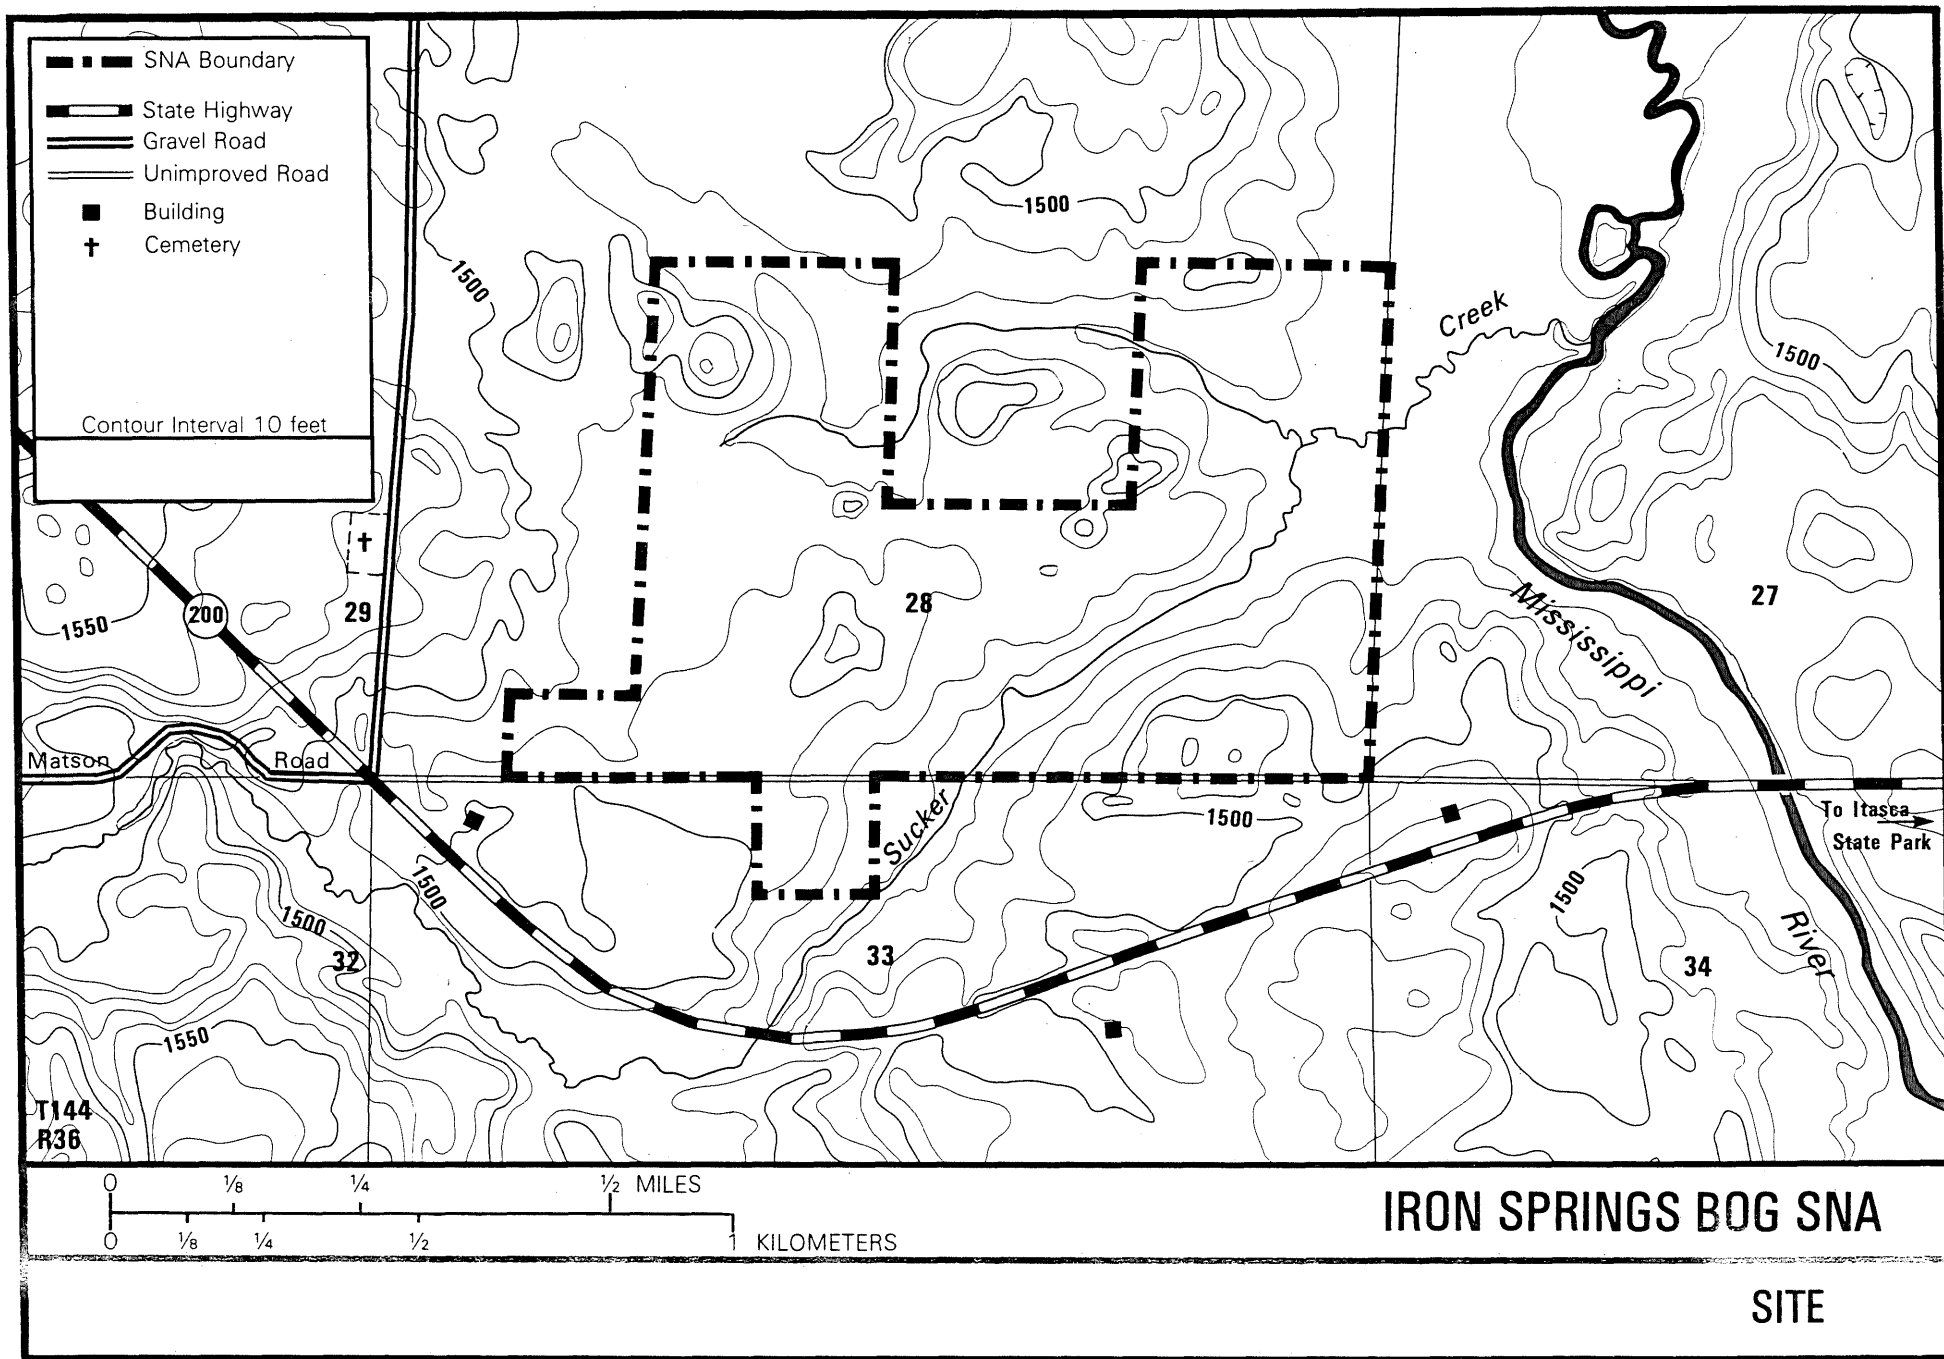 SNA Boundary
State Highway
Gravel Road
Unimproved Road
Building
Cemetery
Contour Interval 10 feet
1500
1500
Creek
1500
200
29
28
27
1550
Mississippi
Matson Road
Sucker
1500
To Itasca
State Park
1500
1500
1500
32
33
34
River
1550
T144
R36
0 1/8 1/4 1/2 MILES
0 1/8 1/4 1/2 1 KILOMETERS
IRON SPRINGS BOG SNA
SITE